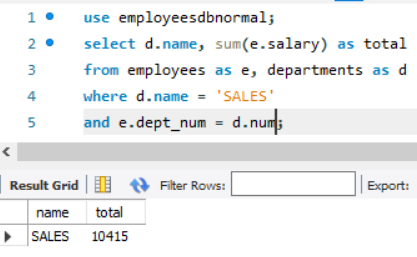 1 use employeesdbnormal;
2 select d.name, sum(e.salary) as total
3 from employees as e, departments as d
4 where d.name = 'SALES'
5 and e.dept_num = d.num;
Result Grid Filter Rows: Export:
name total
SALES 10415